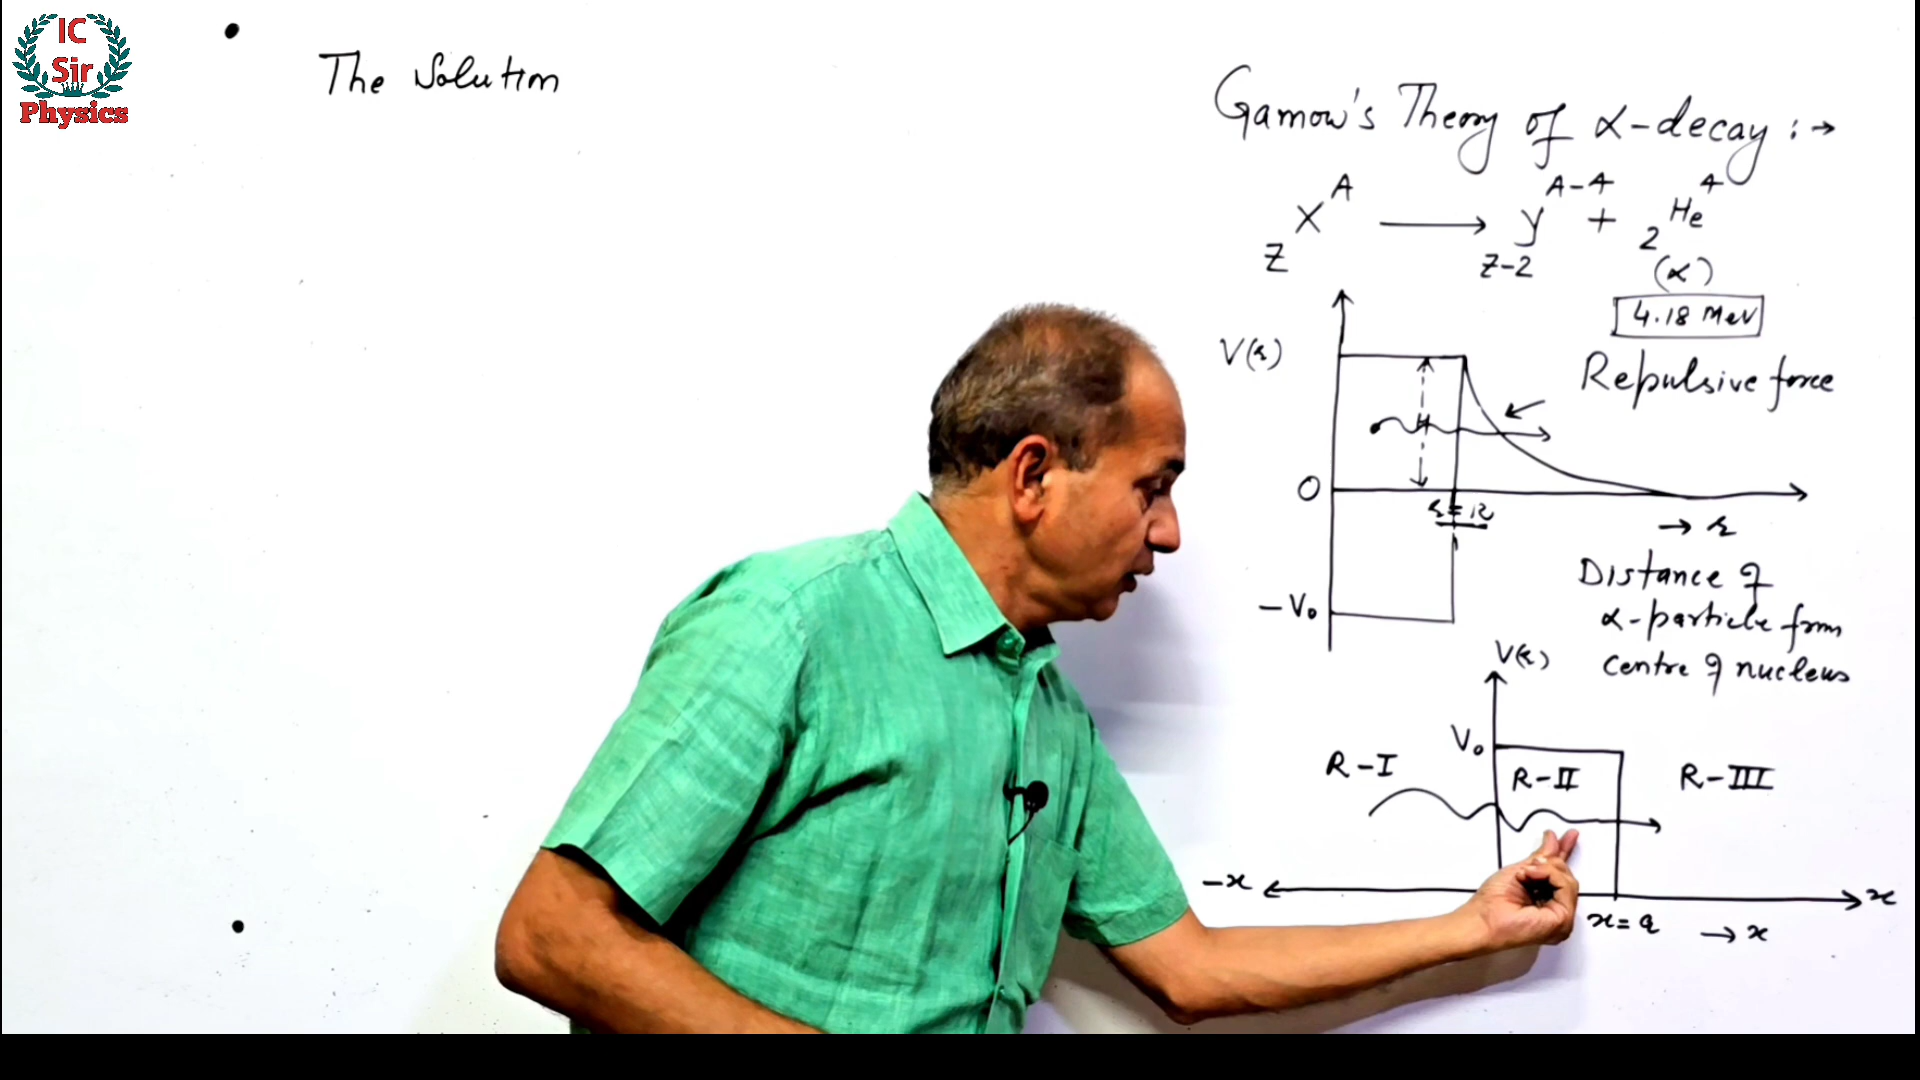 IC
Sir
Physics
The Solution
Gamow's Theory of α-decay :→
Z X A → Z-2 y A-4 + 2 He 4
(α)
4.18 MeV
V(r)
Repulsive force
0
r = R
→ r
-V₀
Distance of
α-particle from
centre of nucleus
V(r)
V₀
R-I
R-II
R-III
-x
x
x=a
→ x